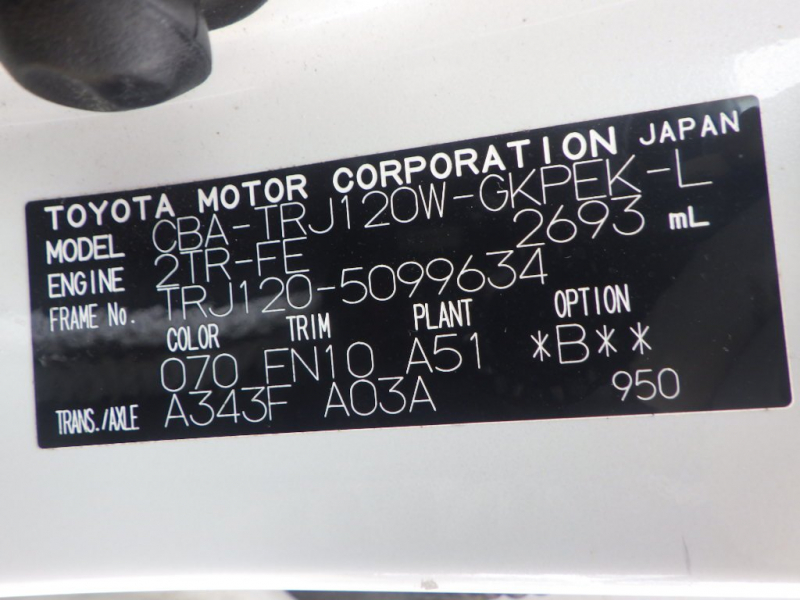 TOYOTA MOTOR CORPORATION JAPAN
MODEL CBA-TRJ120W-GKPEK-L
ENGINE 2TR-FE 2693 mL
FRAME No. TRJ120-5099634
COLOR TRIM PLANT OPTION
070 FN10 A51 *B**
TRANS./AXLE A343F A03A 950